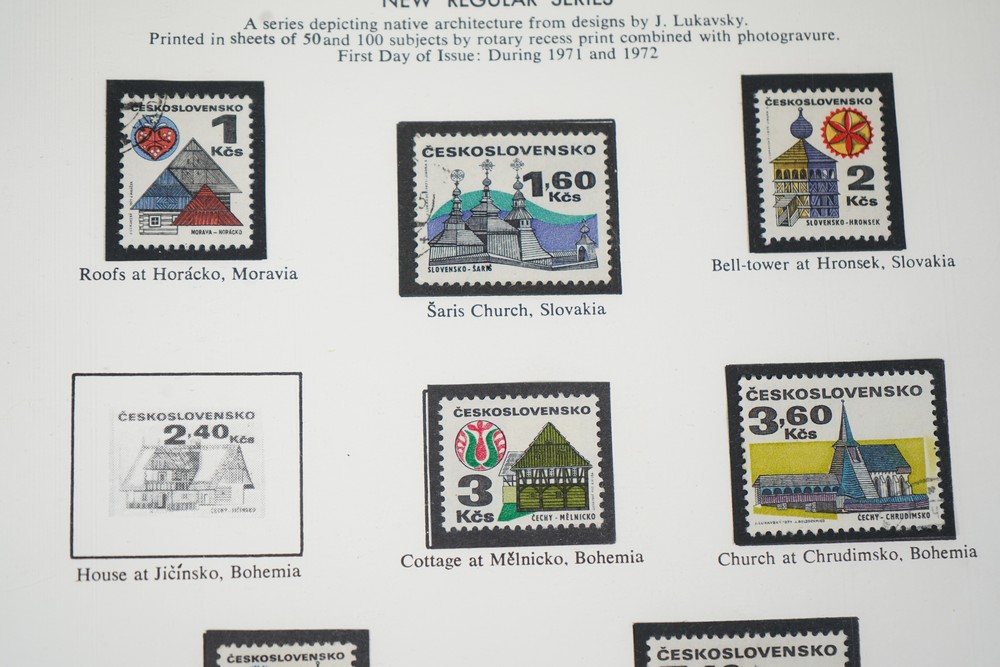 NEW REGULAR SERIES
A series depicting native architecture from designs by J. Lukavsky.
Printed in sheets of 50 and 100 subjects by rotary recess print combined with photogravure.
First Day of Issue: During 1971 and 1972
ČESKOSLOVENSKO
1
Kčs
MORAVA - HORÁCKO
Roofs at Horácko, Moravia
ČESKOSLOVENSKO
1,60
Kčs
SLOVENSKO - ŠARIŠ
Šaris Church, Slovakia
ČESKOSLOVENSKO
2
Kčs
SLOVENSKO-HRONSEK
Bell-tower at Hronsek, Slovakia
ČESKOSLOVENSKO
2,40 Kčs
ČECHY - JIČÍNSKO
House at Jičínsko, Bohemia
ČESKOSLOVENSKO
3
Kčs
ČECHY - MĚLNICKO
Cottage at Mělnicko, Bohemia
ČESKOSLOVENSKO
3,60
Kčs
ČECHY - CHRUDIMSKO
Church at Chrudimsko, Bohemia
ČESKOSLOVENSKO
ČESKOSLOVENSKO